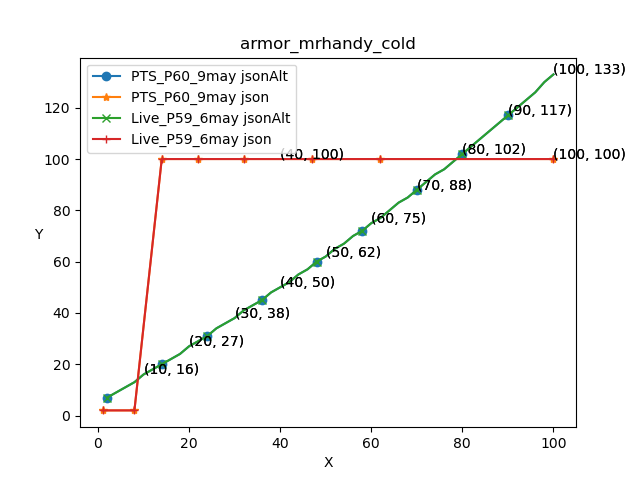 armor_mrhandy_cold
PTS_P60_9may jsonAlt
PTS_P60_9may json
Live_P59_6may jsonAlt
Live_P59_6may json
(100, 133)
(90, 117)
(80, 102)
(40, 100)
(100, 100)
(70, 88)
(60, 75)
(50, 62)
(40, 50)
(30, 38)
(20, 27)
(10, 16)
Y
120
100
80
60
40
20
0
0 20 40 60 80 100
X